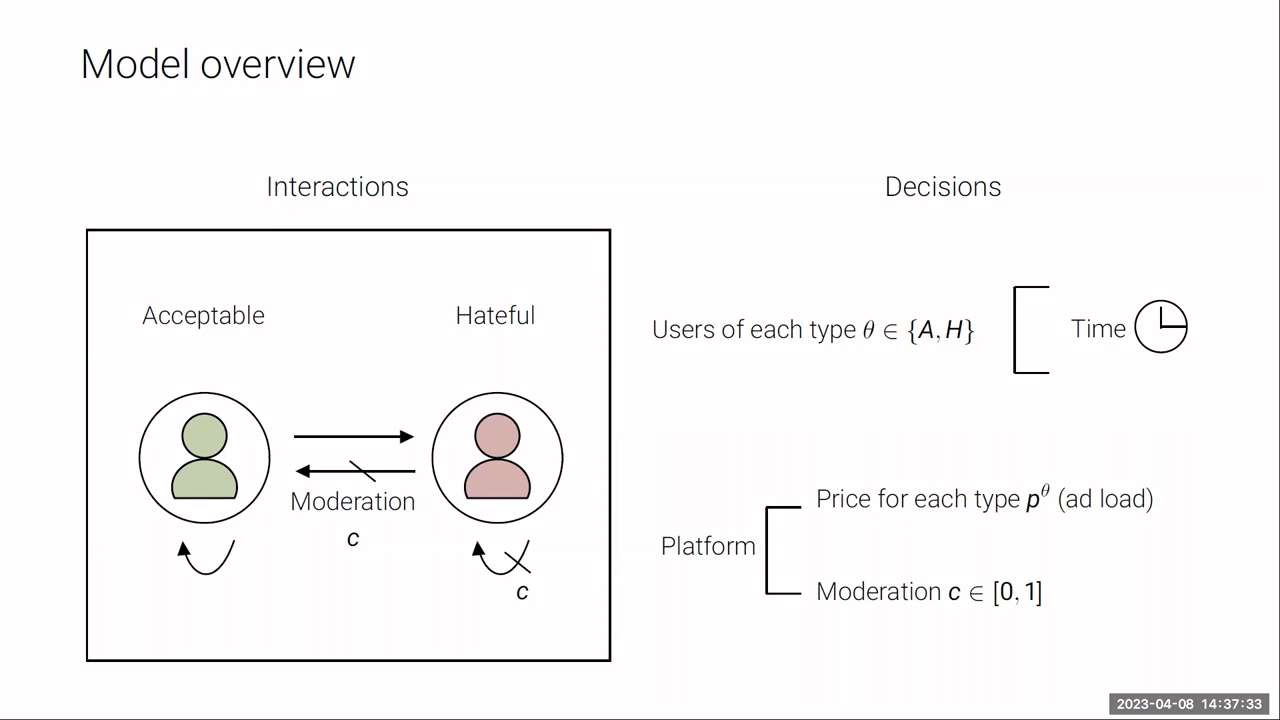 Model overview
Interactions
Decisions
Acceptable
Hateful
Moderation
c
c
Users of each type θ ∈ {A, H}
Time
Platform
Price for each type p^θ (ad load)
Moderation c ∈ [0, 1]
2023-04-08 14:37:33